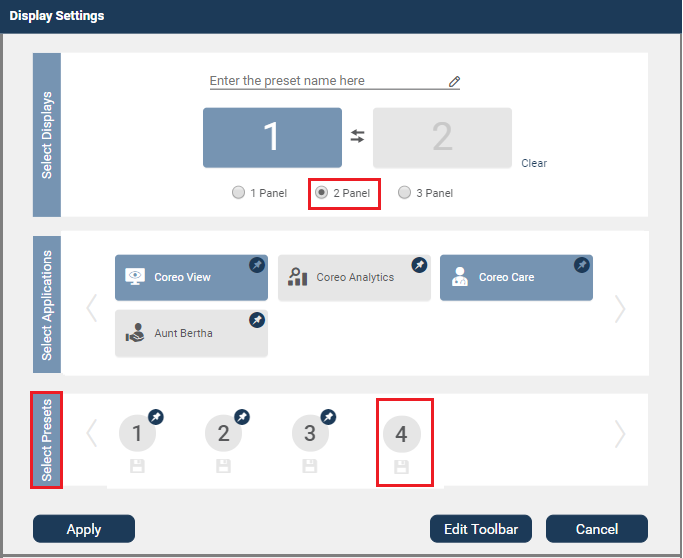 Display Settings
Select Displays
Enter the preset name here
1
2
Clear
1 Panel
2 Panel
3 Panel
Select Applications
Coreo View
Coreo Analytics
Coreo Care
Aunt Bertha
Select Presets
1
2
3
4
Apply
Edit Toolbar
Cancel